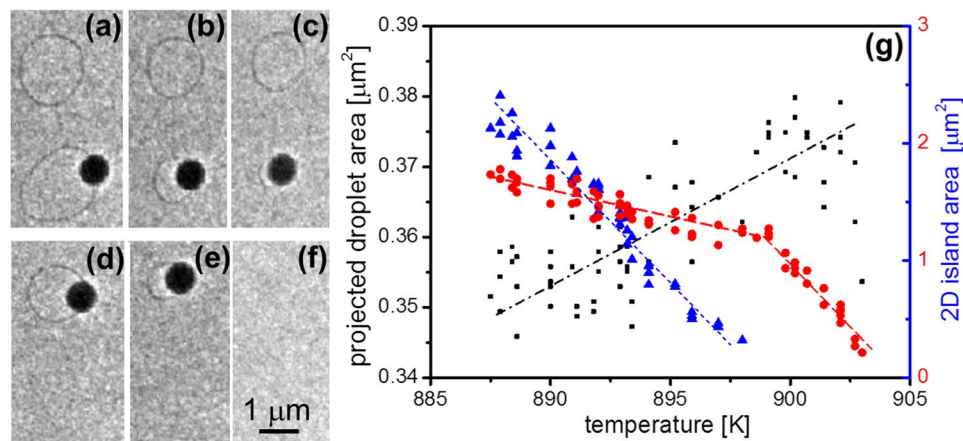 (a) (b) (c)
(d) (e) (f)
1 μm
(g)
projected droplet area [μm²]
0.39
0.38
0.37
0.36
0.35
0.34
885 890 895 900 905
temperature [K]
3
2
1
0
2D island area [μm²]